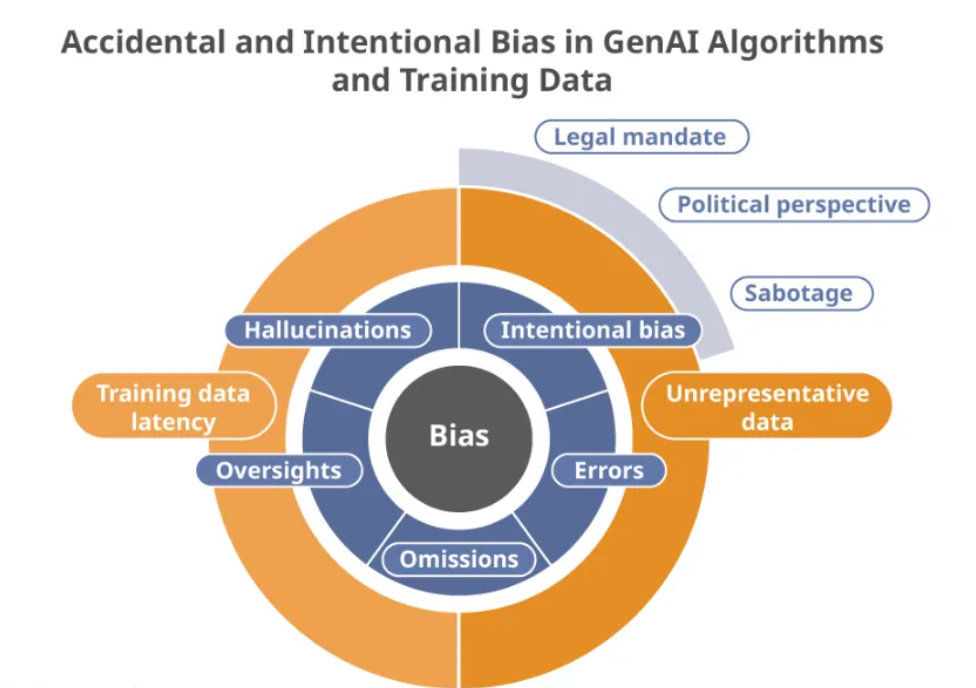 Accidental and Intentional Bias in GenAI Algorithms
and Training Data
Legal mandate
Political perspective
Sabotage
Hallucinations
Intentional bias
Training data
latency
Unrepresentative
data
Bias
Oversights
Errors
Omissions